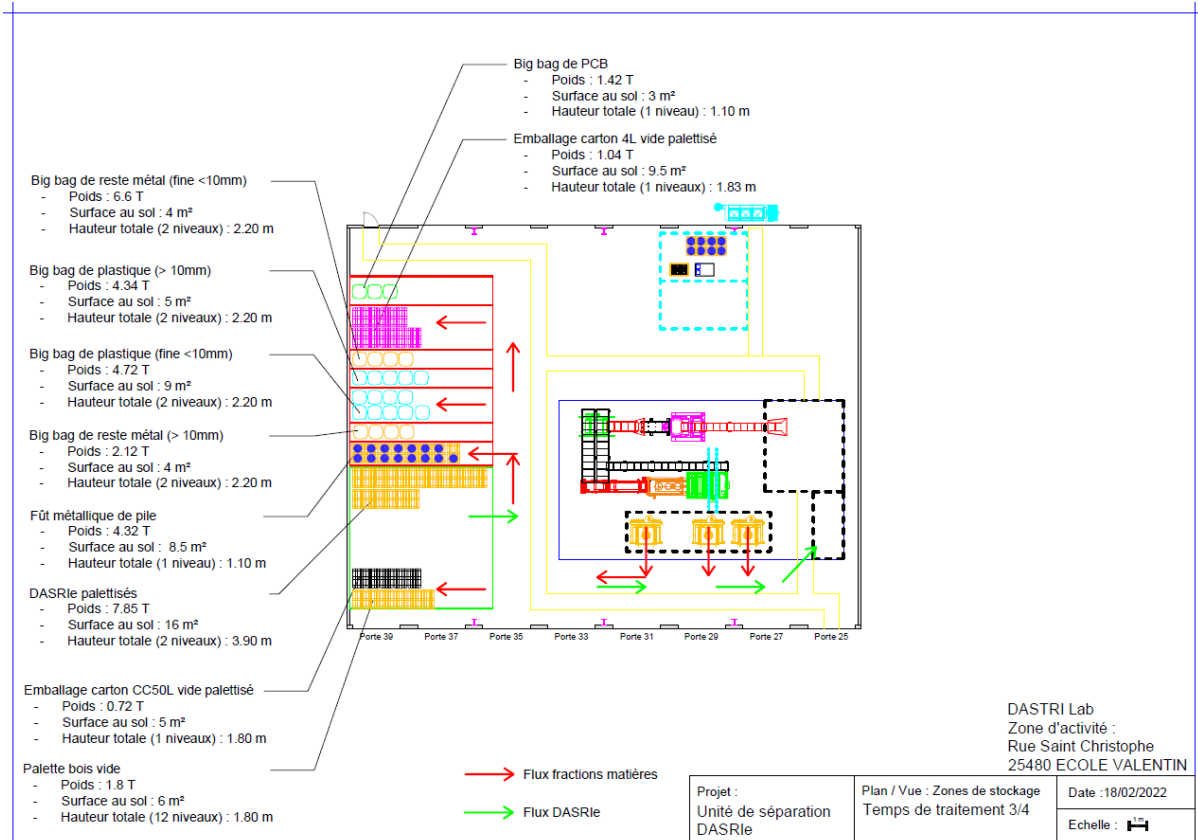 Big bag de PCB
- Poids : 1.42 T
- Surface au sol : 3 m²
- Hauteur totale (1 niveau) : 1.10 m
Emballage carton 4L vide palettisé
- Poids : 1.04 T
- Surface au sol : 9.5 m²
- Hauteur totale (1 niveaux) : 1.83 m
Big bag de reste métal (fine <10mm)
- Poids : 6.6 T
- Surface au sol : 4 m²
- Hauteur totale (2 niveaux) : 2.20 m
Big bag de plastique (> 10mm)
- Poids : 4.34 T
- Surface au sol : 5 m²
- Hauteur totale (2 niveaux) : 2.20 m
Big bag de plastique (fine <10mm)
- Poids : 4.72 T
- Surface au sol : 9 m²
- Hauteur totale (2 niveaux) : 2.20 m
Big bag de reste métal (> 10mm)
- Poids : 2.12 T
- Surface au sol : 4 m²
- Hauteur totale (2 niveaux) : 2.20 m
Fût métallique de pile
- Poids : 4.32 T
- Surface au sol : 8.5 m²
- Hauteur totale (1 niveau) : 1.10 m
DASRIe palettisés
- Poids : 7.85 T
- Surface au sol : 16 m²
- Hauteur totale (2 niveaux) : 3.90 m
Emballage carton CC50L vide palettisé
- Poids : 0.72 T
- Surface au sol : 5 m²
- Hauteur totale (1 niveaux) : 1.80 m
Palette bois vide
- Poids : 1.8 T
- Surface au sol : 6 m²
- Hauteur totale (12 niveaux) : 1.80 m
Porte 39 Porte 37 Porte 35 Porte 33 Porte 31 Porte 29 Porte 27 Porte 25
Flux fractions matières
Flux DASRIe
DASTRI Lab
Zone d'activité :
Rue Saint Christophe
25480 ECOLE VALENTIN
Projet :
Unité de séparation
DASRIe
Plan / Vue : Zones de stockage
Temps de traitement 3/4
Date :18/02/2022
Echelle : 1m